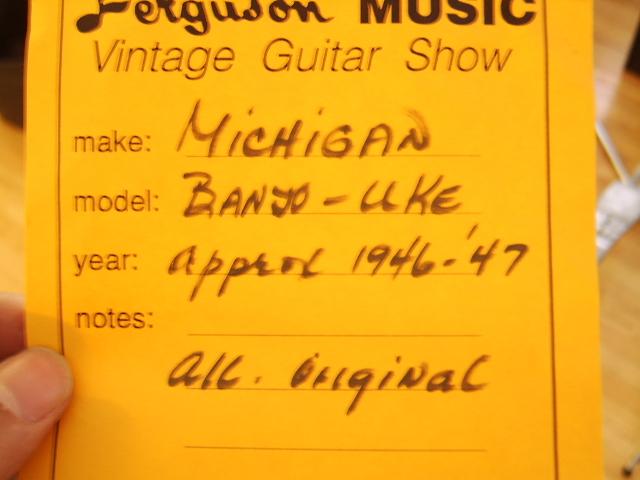 Ferguson MUSIC
Vintage Guitar Show
make: MICHIGAN
model: BANJO-UKE
year: Approx 1946-'47
notes:
All. Original